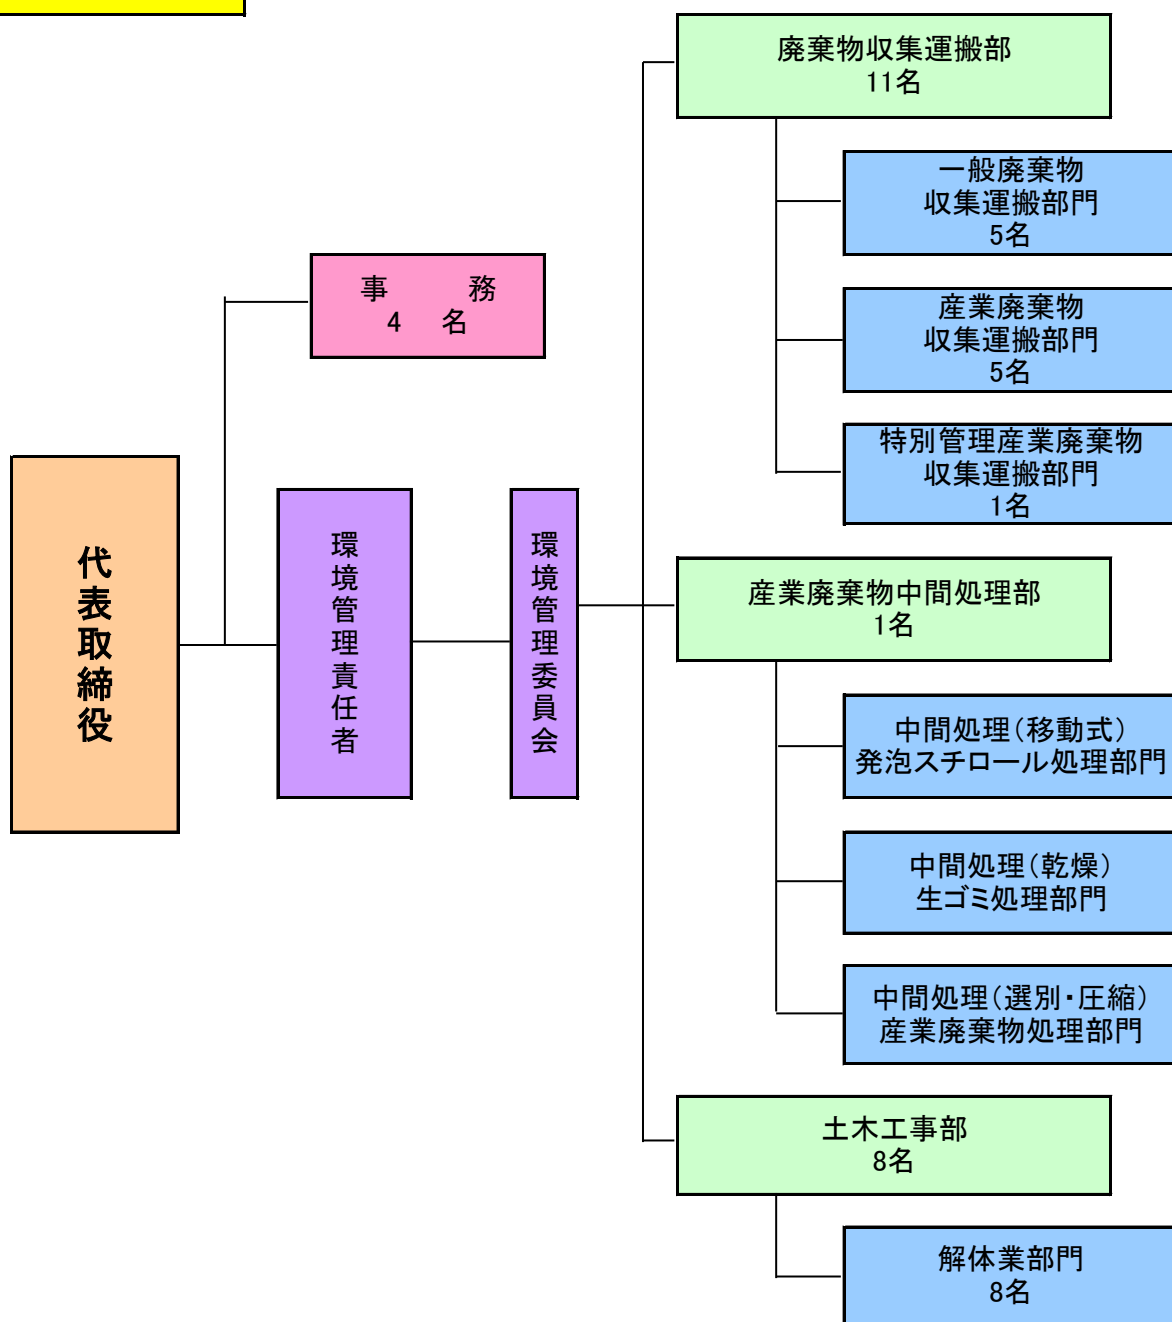 代表取締役
事　　務
4　名
環境管理責任者
環境管理委員会
廃棄物収集運搬部
11名
一般廃棄物
収集運搬部門
5名
産業廃棄物
収集運搬部門
5名
特別管理産業廃棄物
収集運搬部門
1名
産業廃棄物中間処理部
1名
中間処理（移動式）
発泡スチロール処理部門
中間処理（乾燥）
生ゴミ処理部門
中間処理（選別・圧縮）
産業廃棄物処理部門
土木工事部
8名
解体業部門
8名